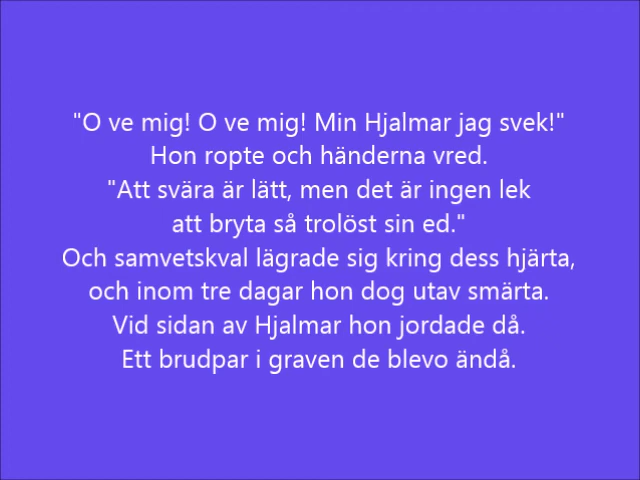 "O ve mig! O ve mig! Min Hjalmar jag svek!"
Hon ropte och händerna vred.
"Att svära är lätt, men det är ingen lek
att bryta så trolöst sin ed."
Och samvetskval lägrade sig kring dess hjärta,
och inom tre dagar hon dog utav smärta.
Vid sidan av Hjalmar hon jordade då.
Ett brudpar i graven de blevo ändå.